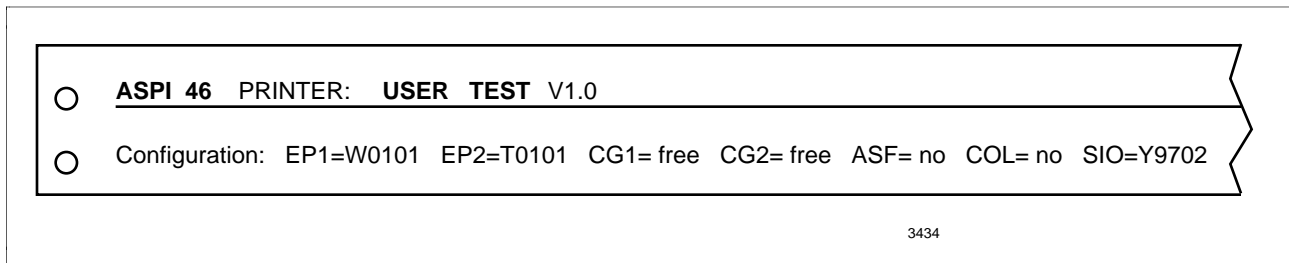 ASPI 46 PRINTER: USER TEST V1.0
Configuration: EP1=W0101 EP2=T0101 CG1= free CG2= free ASF= no COL= no SIO=Y9702
3434